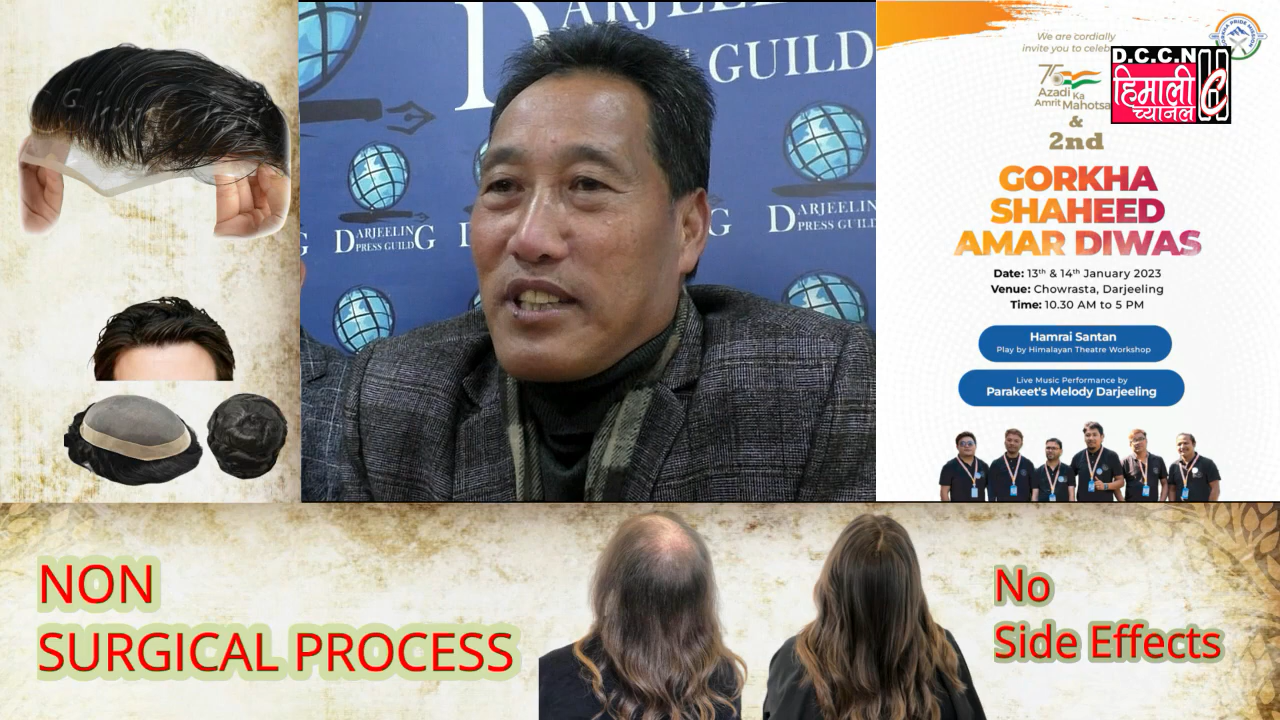 DARJEELING
GUILD
DARJEELING
PRESS GUILD
DARJEELIN
PRESS GUILD
We are cordially
invite you to celeb
75
Azadi Ka
Amrit Mahotsa
&
2nd
D.C.C.N
हिमाली
च्यानल
GORKHA
SHAHEED
AMAR DIWAS
Date: 13th & 14th January 2023
Venue: Chowrasta, Darjeeling
Time: 10.30 AM to 5 PM
Hamrai Santan
Play by Himalayan Theatre Workshop
Live Music Performance by
Parakeet's Melody Darjeeling
NON
SURGICAL PROCESS
No
Side Effects